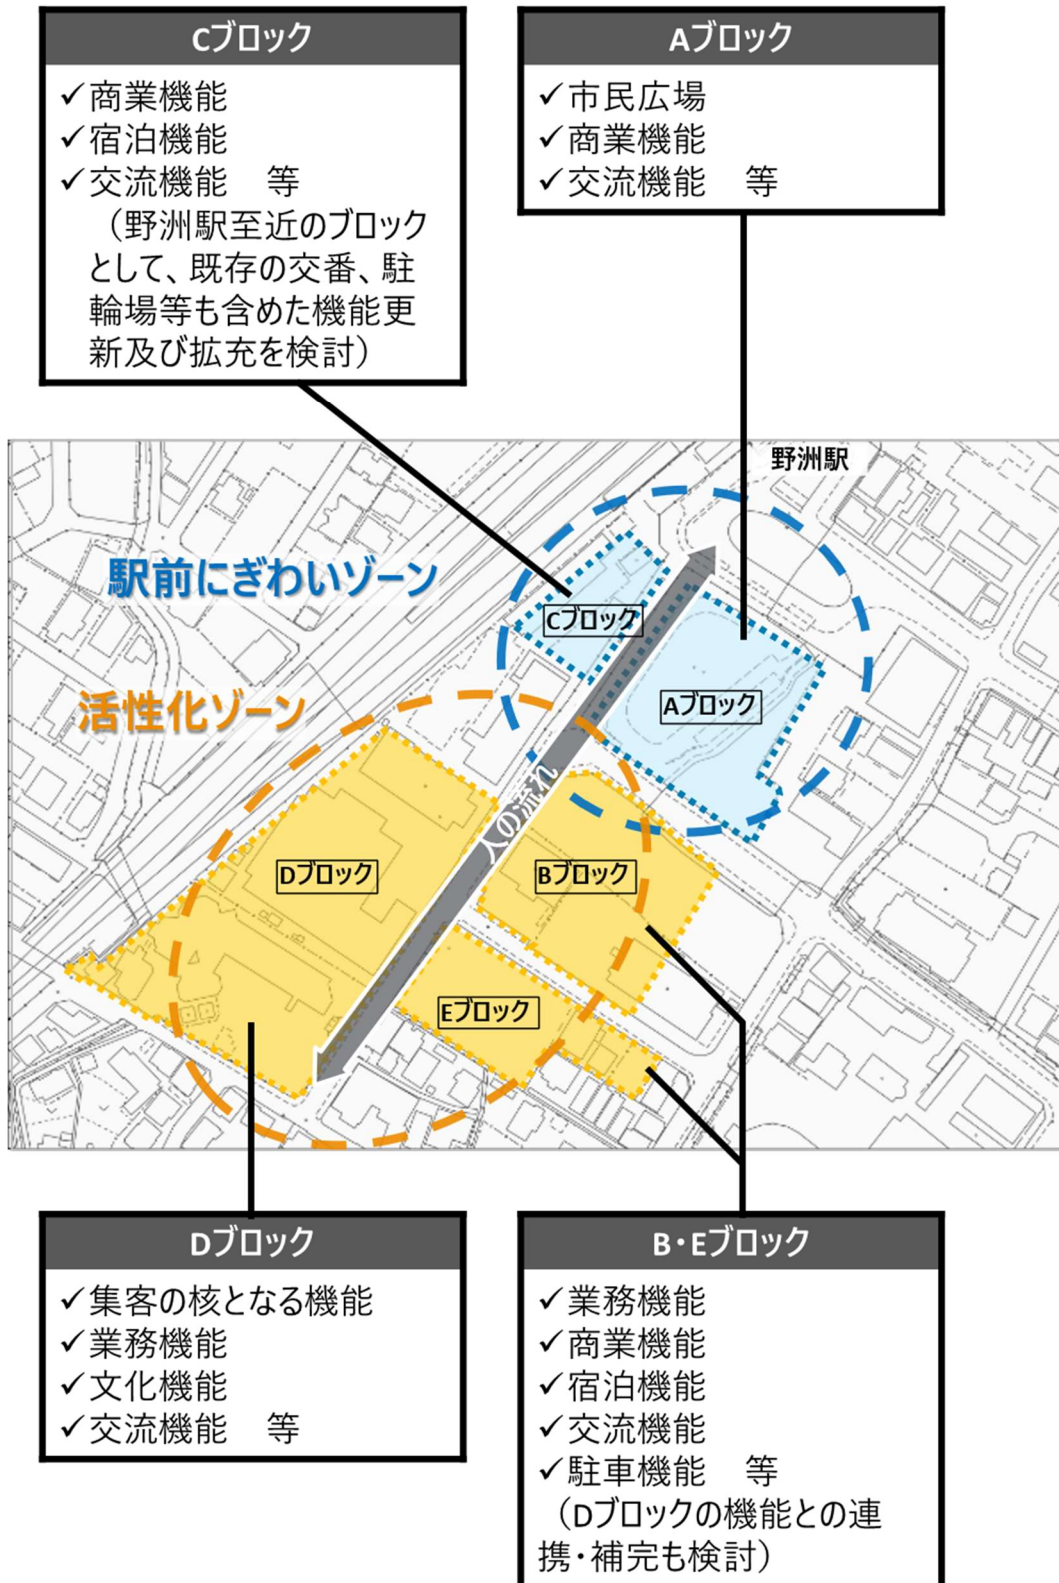 Cブロック
✓商業機能
✓宿泊機能
✓交流機能　等
（野洲駅至近のブロック
として、既存の交番、駐
輪場等も含めた機能更
新及び拡充を検討）
Aブロック
✓市民広場
✓商業機能
✓交流機能　等
野洲駅
駅前にぎわいゾーン
活性化ゾーン
Cブロック
Aブロック
人の流れ
Dブロック
Bブロック
Eブロック
Dブロック
✓集客の核となる機能
✓業務機能
✓文化機能
✓交流機能　等
B・Eブロック
✓業務機能
✓商業機能
✓宿泊機能
✓交流機能
✓駐車機能　等
（Dブロックの機能との連
携・補完も検討）